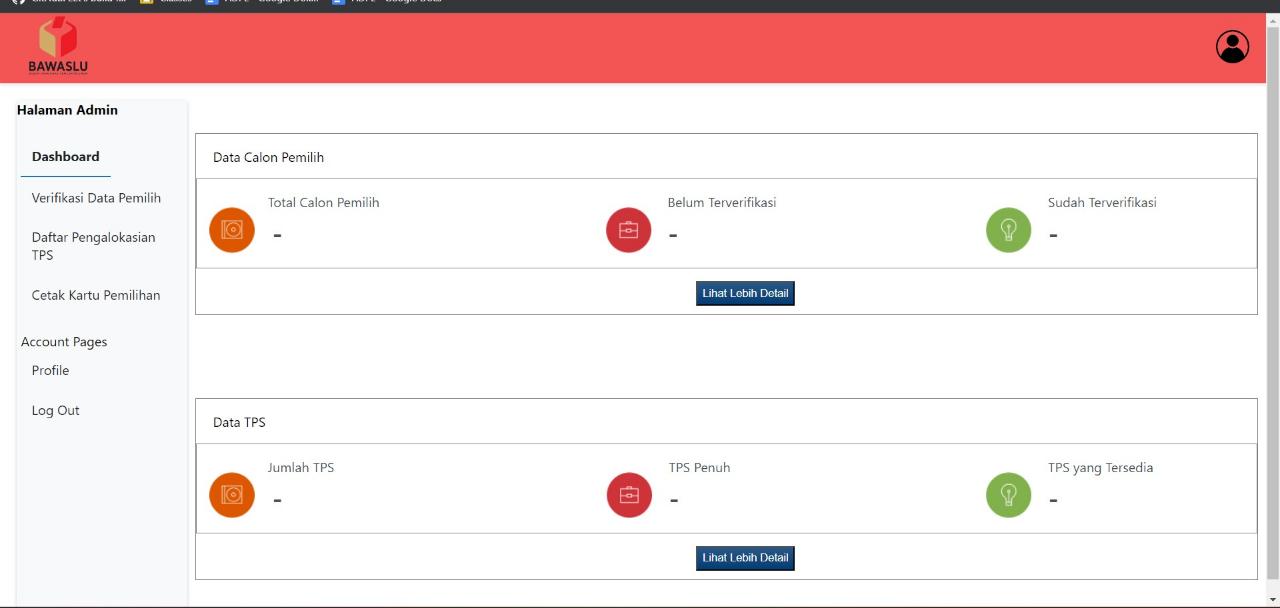 BAWASLU
Halaman Admin
Dashboard
Verifikasi Data Pemilih
Daftar Pengalokasian
TPS
Cetak Kartu Pemilihan
Account Pages
Profile
Log Out
Data Calon Pemilih
Total Calon Pemilih
-
Belum Terverifikasi
-
Sudah Terverifikasi
-
Lihat Lebih Detail
Data TPS
Jumlah TPS
-
TPS Penuh
-
TPS yang Tersedia
-
Lihat Lebih Detail